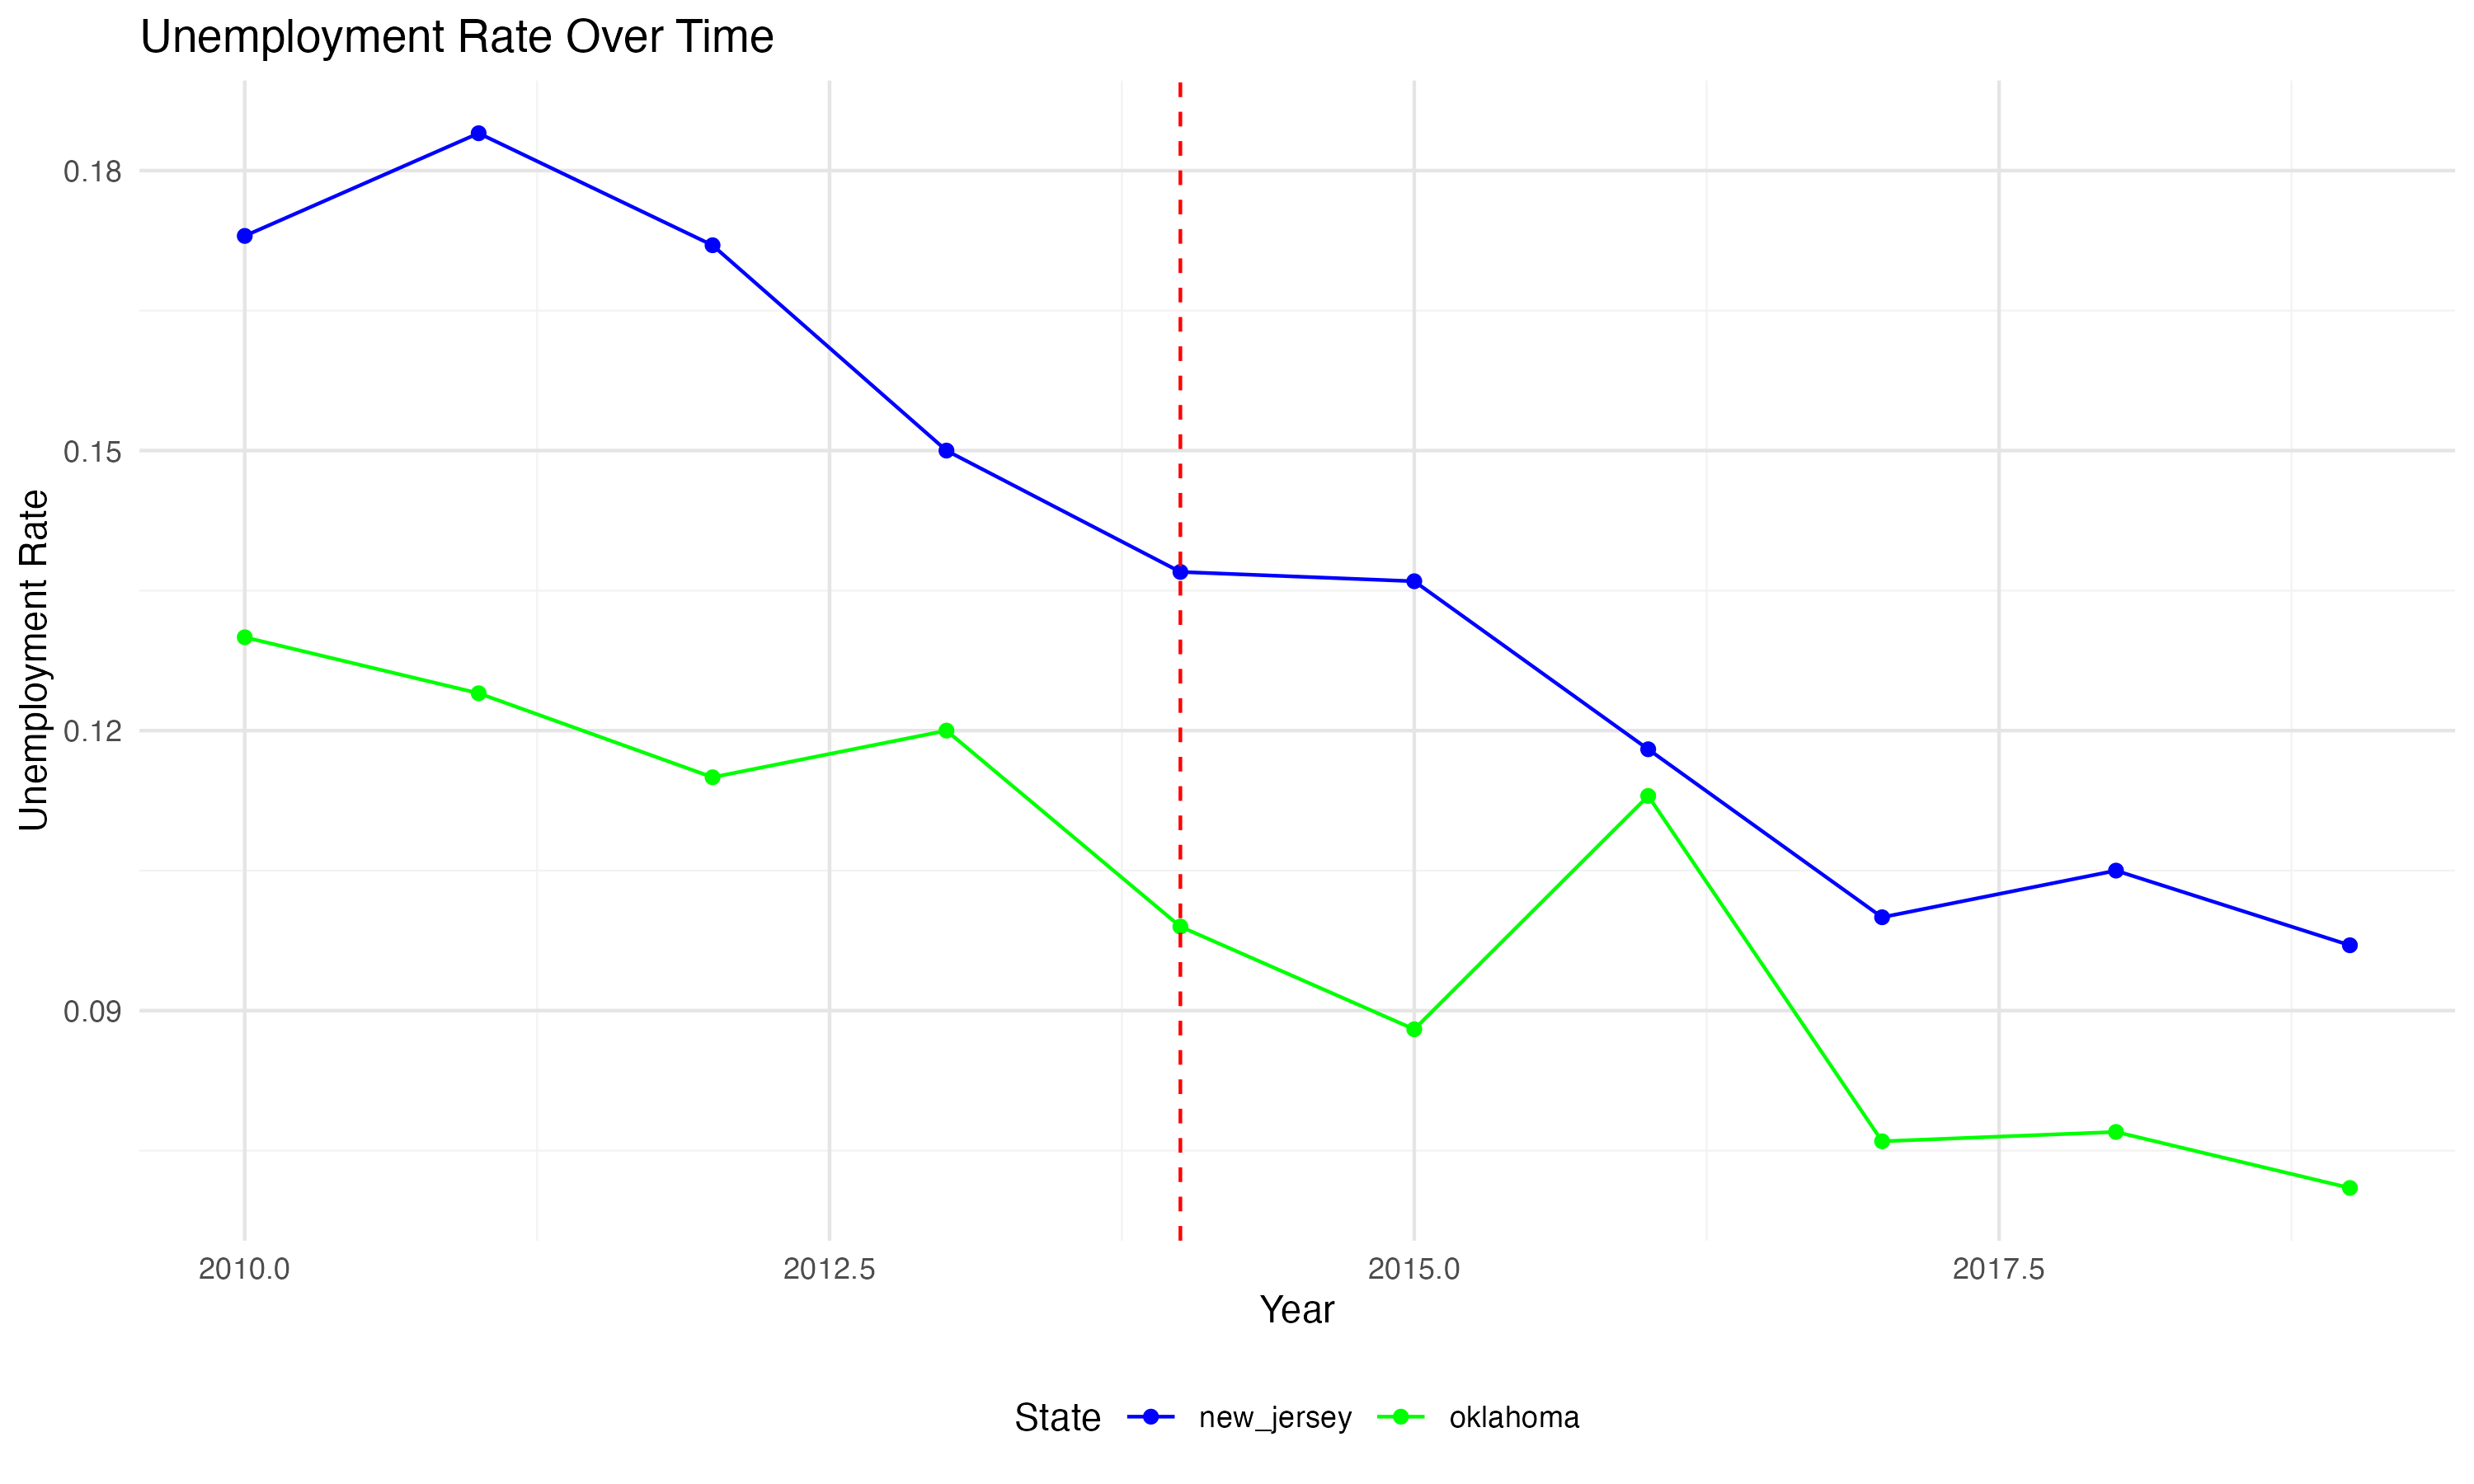 Unemployment Rate Over Time
Unemployment Rate
0.18
0.15
0.12
0.09
2010.0 2012.5 2015.0 2017.5
Year
State new_jersey oklahoma